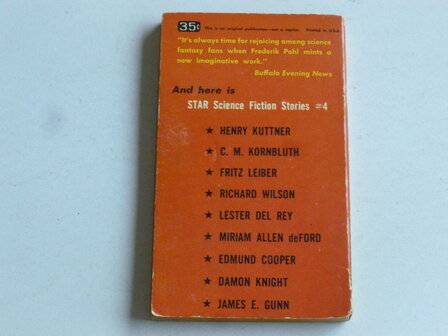 35¢ This is an original publication—not a reprint. Printed in U.S.A.
"It's always time for rejoicing among science
fantasy fans when Frederik Pohl mints a
new imaginative work."
Buffalo Evening News
And here is
STAR Science Fiction Stories #4
★ HENRY KUTTNER
★ C. M. KORNBLUTH
★ FRITZ LEIBER
★ RICHARD WILSON
★ LESTER DEL REY
★ MIRIAM ALLEN deFORD
★ EDMUND COOPER
★ DAMON KNIGHT
★ JAMES E. GUNN